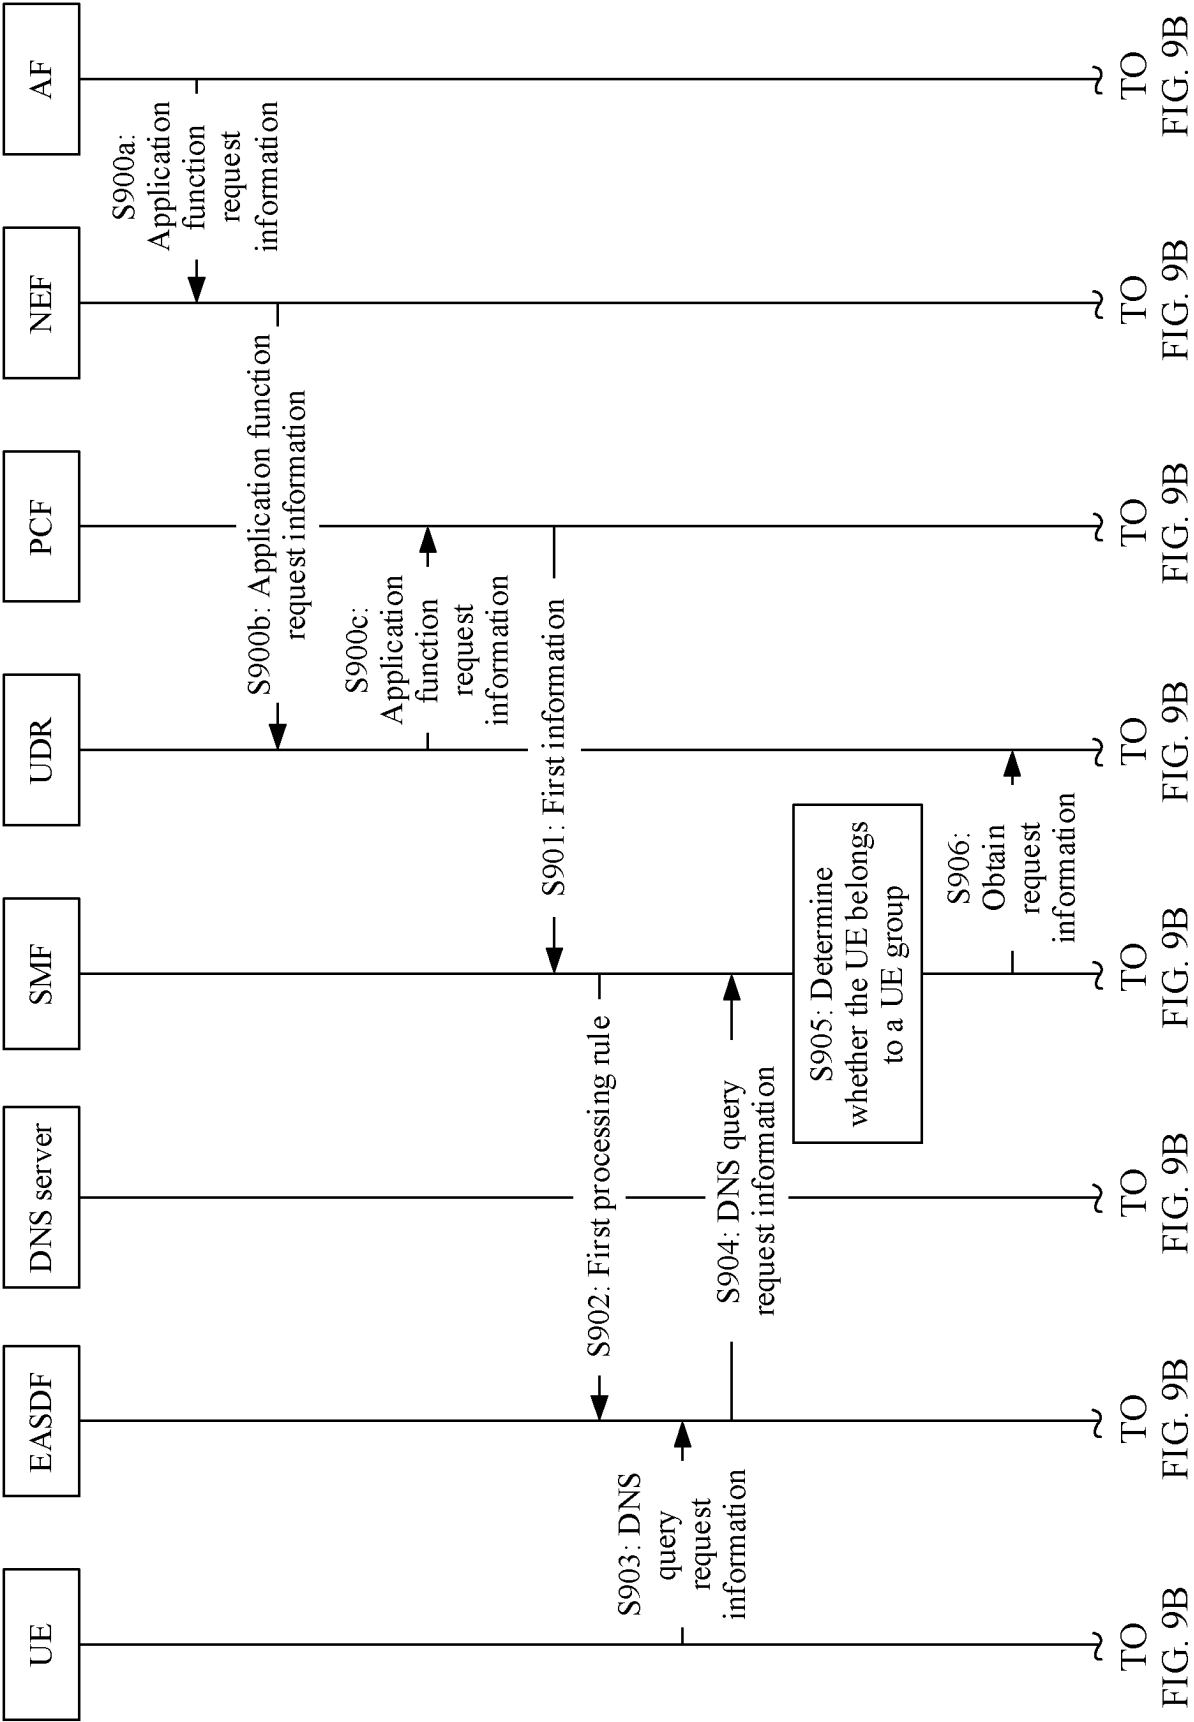 UE
EASDF
DNS server
SMF
UDR
PCF
NEF
AF
S900a:
Application
function
request
information
S900b: Application function
request information
S900c:
Application
function
request
information
S901: First information
S902: First processing rule
S903: DNS
query
request
information
S904: DNS query
request information
S905: Determine
whether the UE belongs
to a UE group
S906:
Obtain
request
information
TO
FIG. 9B
TO
FIG. 9B
TO
FIG. 9B
TO
FIG. 9B
TO
FIG. 9B
TO
FIG. 9B
TO
FIG. 9B
TO
FIG. 9B